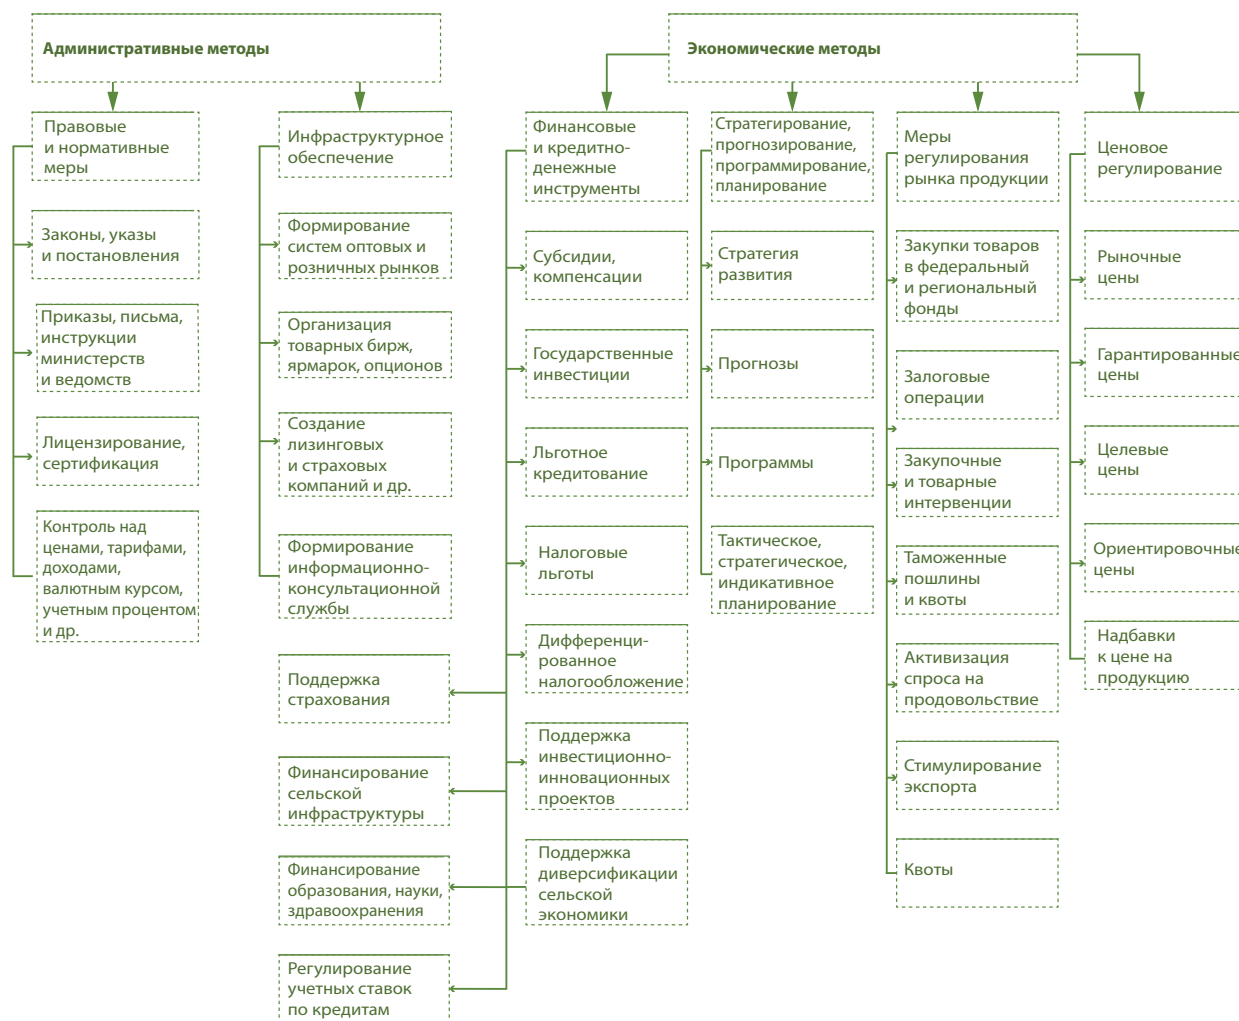 Административные методы
Экономические методы
Правовые
и нормативные
меры
Законы, указы
и постановления
Приказы, письма,
инструкции
министерств
и ведомств
Лицензирование,
сертификация
Контроль над
ценами, тарифами,
доходами,
валютным курсом,
учетным процентом
и др.
Инфраструктурное
обеспечение
Формирование
систем оптовых и
розничных рынков
Организация
товарных бирж,
ярмарок, опционов
Создание
лизинговых
и страховых
компаний и др.
Формирование
информационно-
консультационной
службы
Поддержка
страхования
Финансирование
сельской
инфраструктуры
Финансирование
образования, науки,
здравоохранения
Регулирование
учетных ставок
по кредитам
Финансовые
и кредитно-
денежные
инструменты
Субсидии,
компенсации
Государственные
инвестиции
Льготное
кредитование
Налоговые
льготы
Дифференци-
рованное
налогообложение
Поддержка
инвестиционно-
инновационных
проектов
Поддержка
диверсификации
сельской
экономики
Стратегирование,
прогнозирование,
программирование,
планирование
Стратегия
развития
Прогнозы
Программы
Тактическое,
стратегическое,
индикативное
планирование
Меры
регулирования
рынка продукции
Закупки товаров
в федеральный
и региональный
фонды
Залоговые
операции
Закупочные
и товарные
интервенции
Таможенные
пошлины
и квоты
Активизация
спроса на
продовольствие
Стимулирование
экспорта
Квоты
Ценовое
регулирование
Рыночные
цены
Гарантированные
цены
Целевые
цены
Ориентировочные
цены
Надбавки
к цене на
продукцию